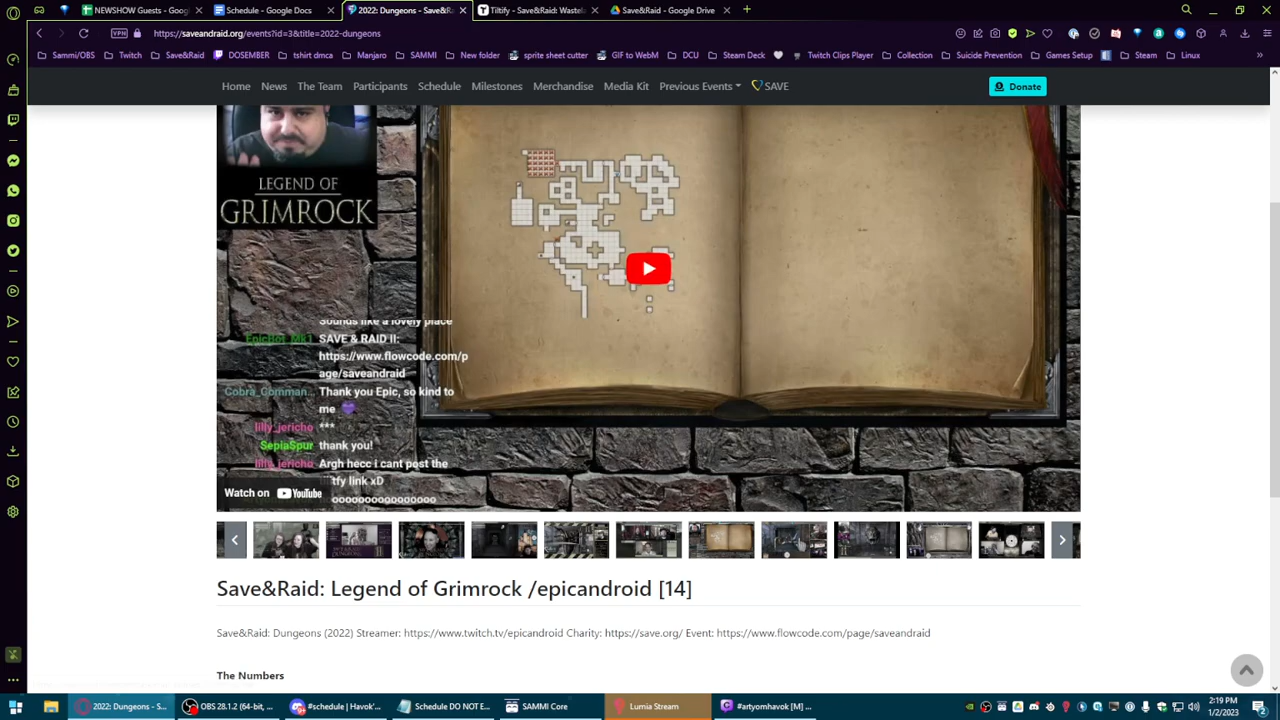 NEWSHOW Guests - Googl
Schedule - Google Docs
2022: Dungeons - Save&R
Tiltify - Save&Raid: Wastela
Save&Raid - Google Drive
VPN
https://saveandraid.org/events?id=3&title=2022-dungeons
Sammi/OBS
Twitch
Save&Raid
DOSEMBER
tshirt dmca
Manjaro
SAMMI
New folder
sprite sheet cutter
GIF to WebM
DCU
Steam Deck
Twitch Clips Player
Collection
Suicide Prevention
Games Setup
Steam
Linux
Home
News
The Team
Participants
Schedule
Milestones
Merchandise
Media Kit
Previous Events
SAVE
Donate
LEGEND OF
GRIMROCK
Sounds like a lovely place
EpicBot_Mk1 SAVE & RAID II:
https://www.flowcode.com/p
age/saveandraid
Cobra_Comman... Thank you Epic, so kind to
me
lilly_jericho ***
SepiaSpur thank you!
lilly_jericho Argh hecc i cant post the
tfy link xD
oooooooooooooooo
Watch on YouTube
Save&Raid: Legend of Grimrock /epicandroid [14]
Save&Raid: Dungeons (2022) Streamer: https://www.twitch.tv/epicandroid Charity: https://save.org/ Event: https://www.flowcode.com/page/saveandraid
The Numbers
2022: Dungeons - S...
OBS 28.1.2 (64-bit, ...
#schedule | Havok'...
Schedule DO NOT E...
SAMMI Core
Lumia Stream
#artyomhavok [M] ...
2:19 PM
1/2/2023
2